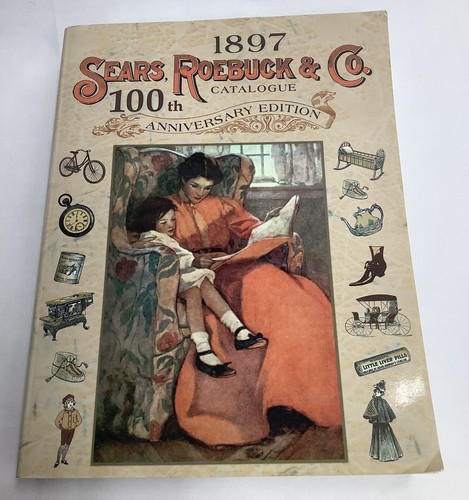 1897
SEARS, ROEBUCK & CO.
CATALOGUE
100th
ANNIVERSARY EDITION
LITTLE LIVER PILLS